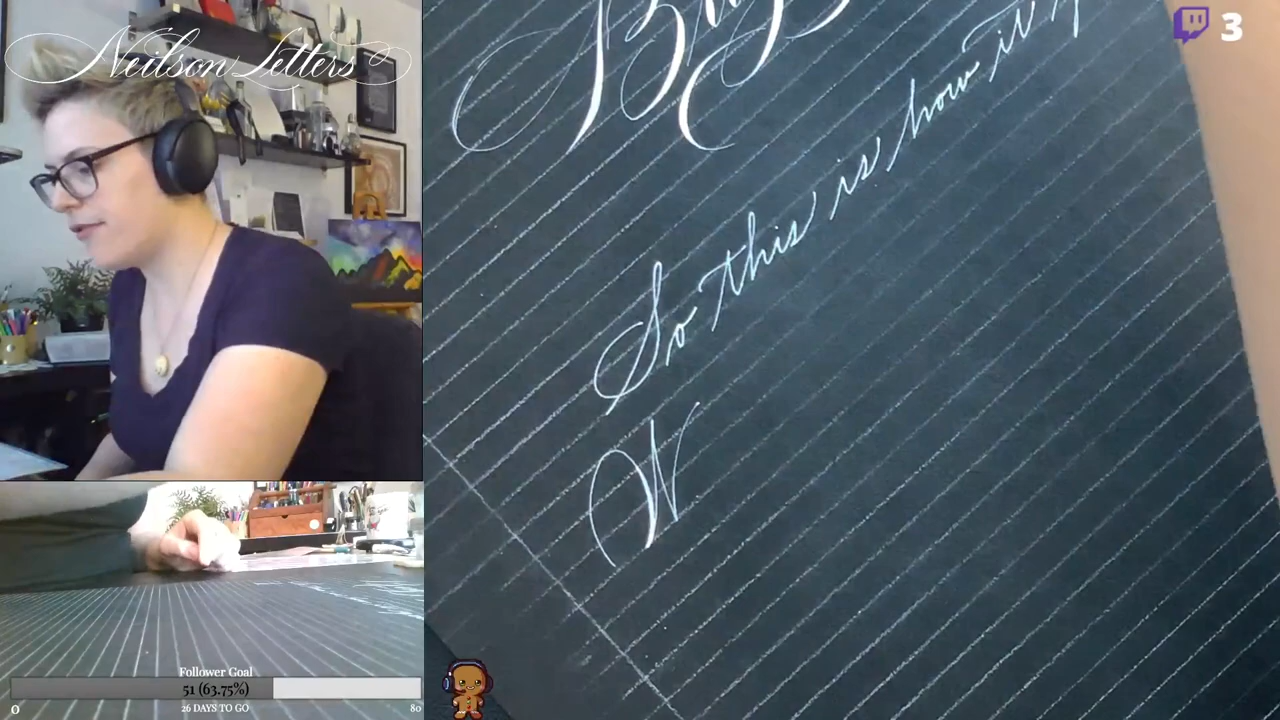 Neilson Letters
3
So this is how it
W
Follower Goal
51 (63.75%)
0 26 DAYS TO GO 80